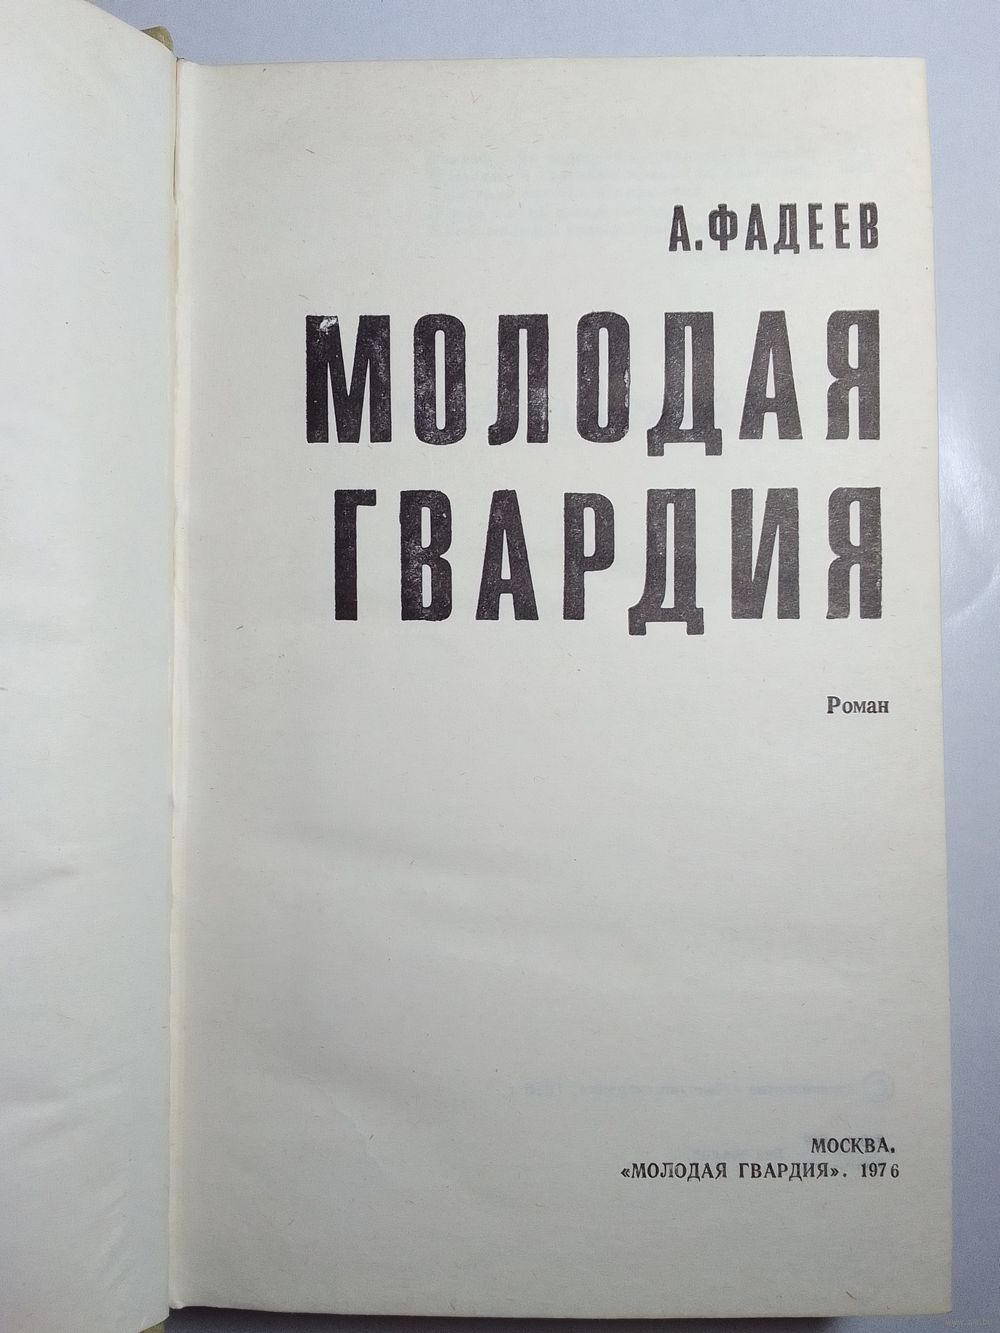 А. ФАДЕЕВ
МОЛОДАЯ
ГВАРДИЯ
Роман
МОСКВА.
«МОЛОДАЯ ГВАРДИЯ». 1976